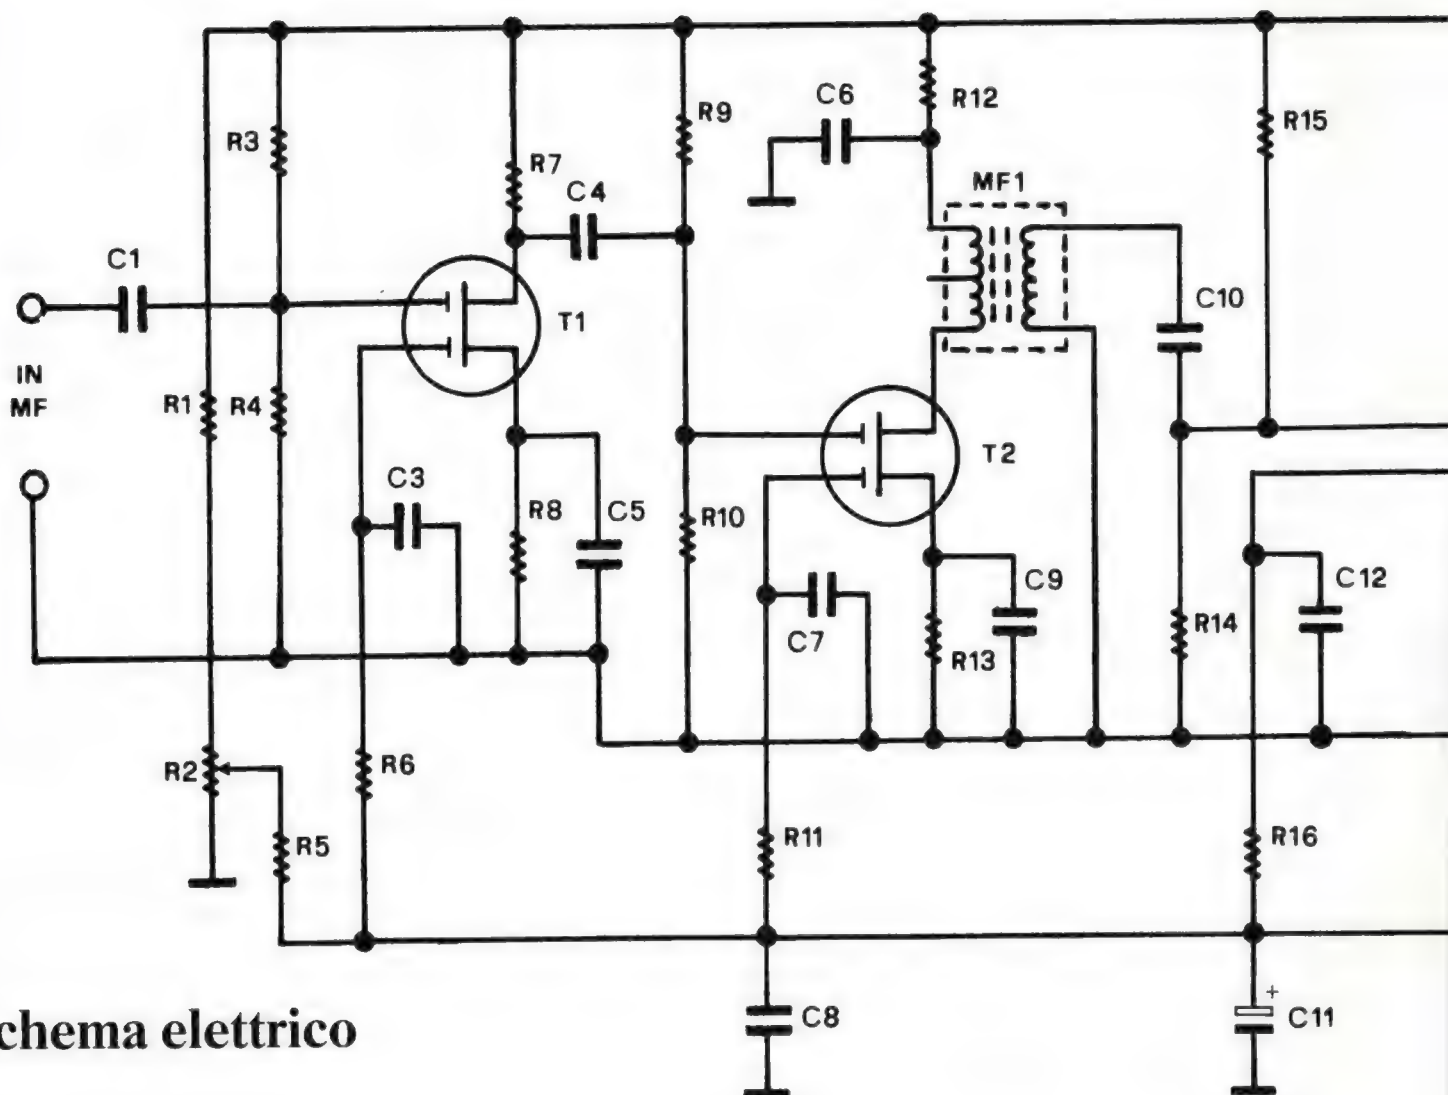 C6
R12
R9
R15
R3
R7
C4
MF1
C1
C10
T1
IN
MF
R1
R4
T2
C3
R8
C5
R10
C9
C12
C7
R14
R13
R2
R6
R5
R11
R16
+
C8
C11
chema elettrico